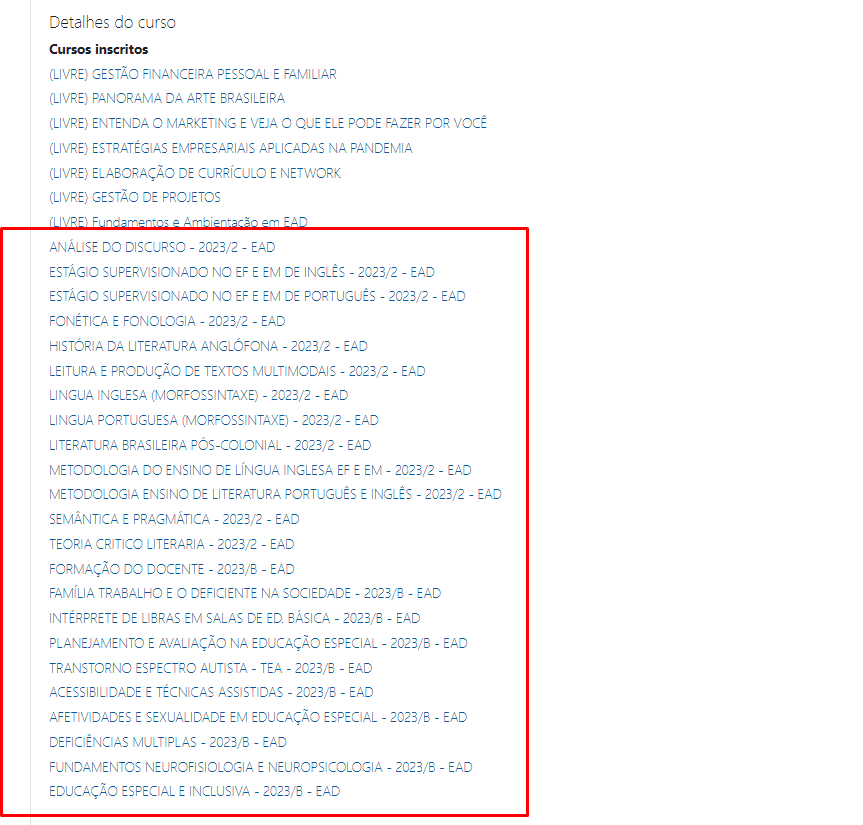 Detalhes do curso
Cursos inscritos
(LIVRE) GESTÃO FINANCEIRA PESSOAL E FAMILIAR
(LIVRE) PANORAMA DA ARTE BRASILEIRA
(LIVRE) ENTENDA O MARKETING E VEJA O QUE ELE PODE FAZER POR VOCÊ
(LIVRE) ESTRATÉGIAS EMPRESARIAIS APLICADAS NA PANDEMIA
(LIVRE) ELABORAÇÃO DE CURRÍCULO E NETWORK
(LIVRE) GESTÃO DE PROJETOS
(LIVRE) Fundamentos e Ambientação em EAD
ANÁLISE DO DISCURSO - 2023/2 - EAD
ESTÁGIO SUPERVISIONADO NO EF E EM DE INGLÊS - 2023/2 - EAD
ESTÁGIO SUPERVISIONADO NO EF E EM DE PORTUGUÊS - 2023/2 - EAD
FONÉTICA E FONOLOGIA - 2023/2 - EAD
HISTÓRIA DA LITERATURA ANGLÓFONA - 2023/2 - EAD
LEITURA E PRODUÇÃO DE TEXTOS MULTIMODAIS - 2023/2 - EAD
LINGUA INGLESA (MORFOSSINTAXE) - 2023/2 - EAD
LINGUA PORTUGUESA (MORFOSSINTAXE) - 2023/2 - EAD
LITERATURA BRASILEIRA PÓS-COLONIAL - 2023/2 - EAD
METODOLOGIA DO ENSINO DE LÍNGUA INGLESA EF E EM - 2023/2 - EAD
METODOLOGIA ENSINO DE LITERATURA PORTUGUÊS E INGLÊS - 2023/2 - EAD
SEMÂNTICA E PRAGMÁTICA - 2023/2 - EAD
TEORIA CRITICO LITERARIA - 2023/2 - EAD
FORMAÇÃO DO DOCENTE - 2023/B - EAD
FAMÍLIA TRABALHO E O DEFICIENTE NA SOCIEDADE - 2023/B - EAD
INTÉRPRETE DE LIBRAS EM SALAS DE ED. BÁSICA - 2023/B - EAD
PLANEJAMENTO E AVALIAÇÃO NA EDUCAÇÃO ESPECIAL - 2023/B - EAD
TRANSTORNO ESPECTRO AUTISTA - TEA - 2023/B - EAD
ACESSIBILIDADE E TÉCNICAS ASSISTIDAS - 2023/B - EAD
AFETIVIDADES E SEXUALIDADE EM EDUCAÇÃO ESPECIAL - 2023/B - EAD
DEFICIÊNCIAS MULTIPLAS - 2023/B - EAD
FUNDAMENTOS NEUROFISIOLOGIA E NEUROPSICOLOGIA - 2023/B - EAD
EDUCAÇÃO ESPECIAL E INCLUSIVA - 2023/B - EAD